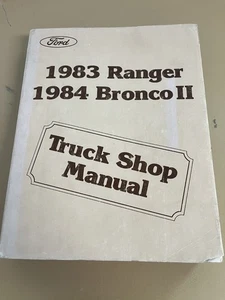 Ford
1983 Ranger
1984 Bronco II
Truck Shop
Manual